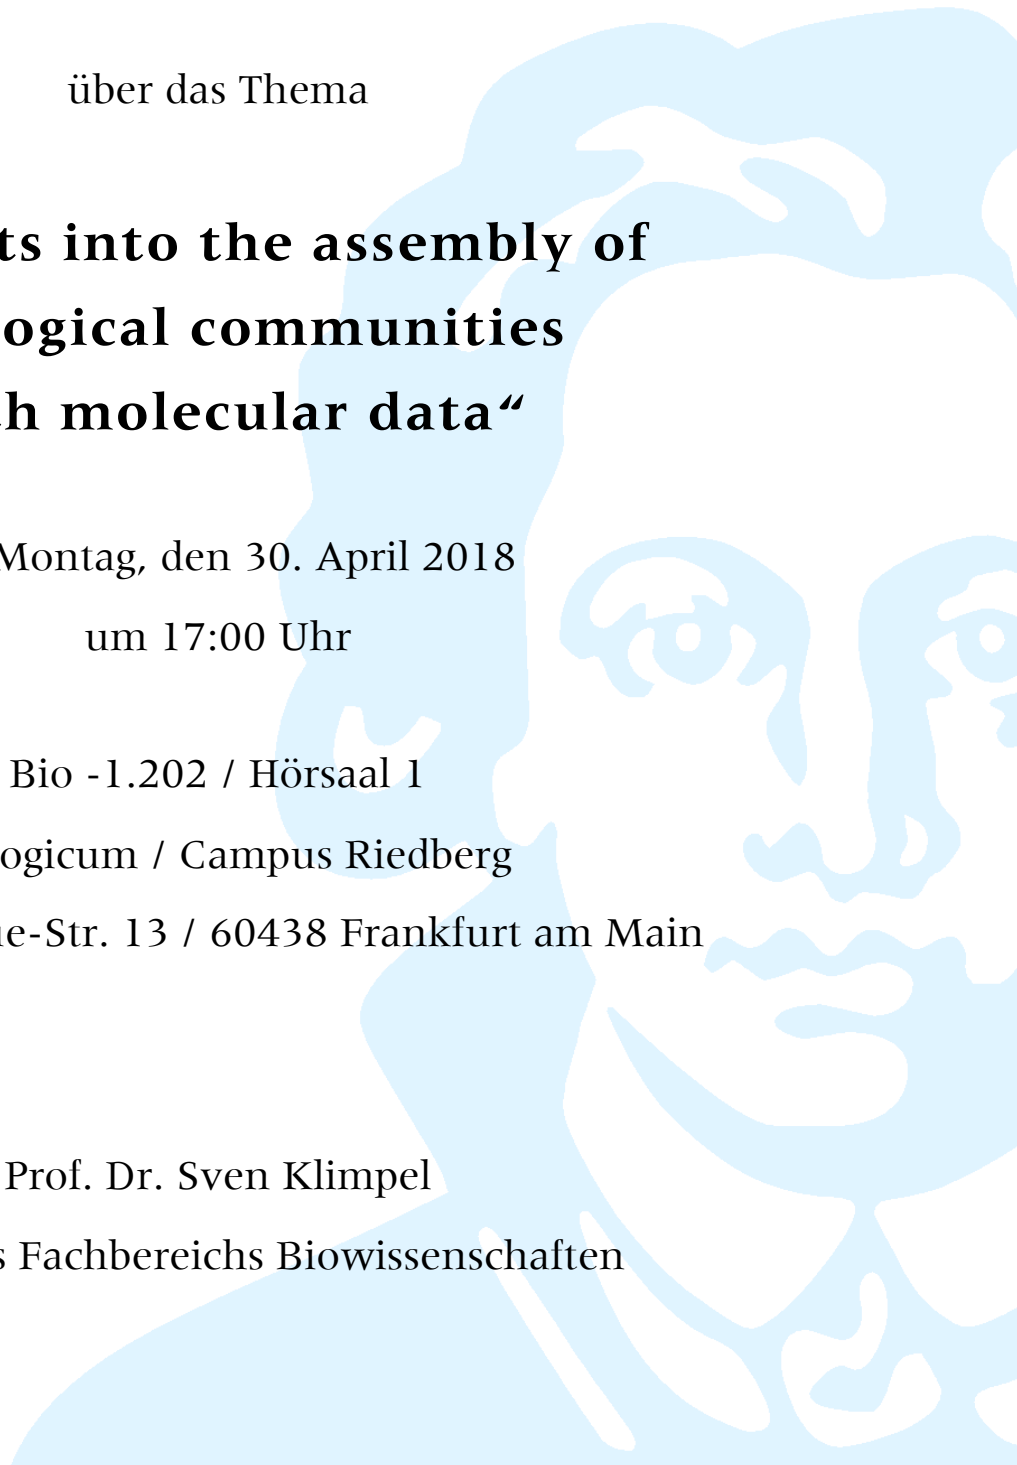 über das Thema
ts into the assembly of
ogical communities
h molecular data“
Montag, den 30. April 2018
um 17:00 Uhr
Bio -1.202 / Hörsaal 1
ogicum / Campus Riedberg
ue-Str. 13 / 60438 Frankfurt am Main
Prof. Dr. Sven Klimpel
s Fachbereichs Biowissenschaften